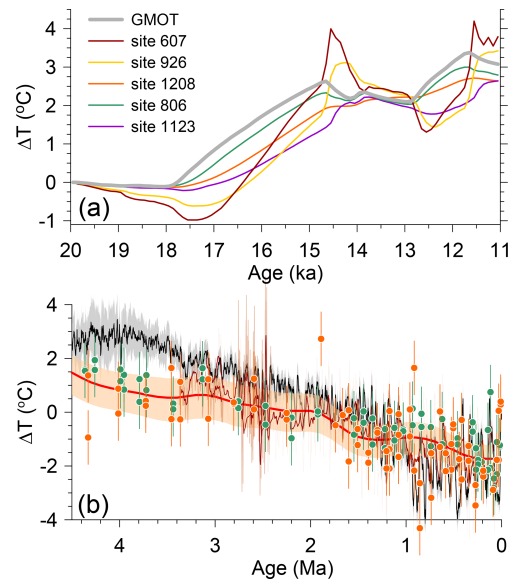 GMOT
site 607
site 926
site 1208
site 806
site 1123
4
3
2
1
0
-1
ΔT (°C)
(a)
20 19 18 17 16 15 14 13 12 11
Age (ka)
4
2
0
-2
-4
ΔT (°C)
(b)
4 3 2 1 0
Age (Ma)